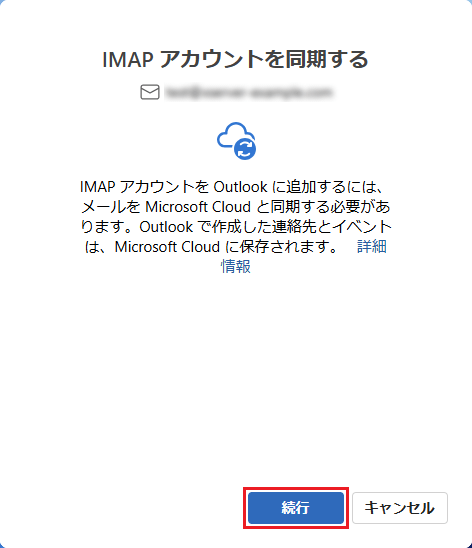 IMAP アカウントを同期する
IMAP アカウントを Outlook に追加するには、
メールを Microsoft Cloud と同期する必要があ
ります。Outlook で作成した連絡先とイベント
は、Microsoft Cloud に保存されます。 詳細
情報
続行 キャンセル